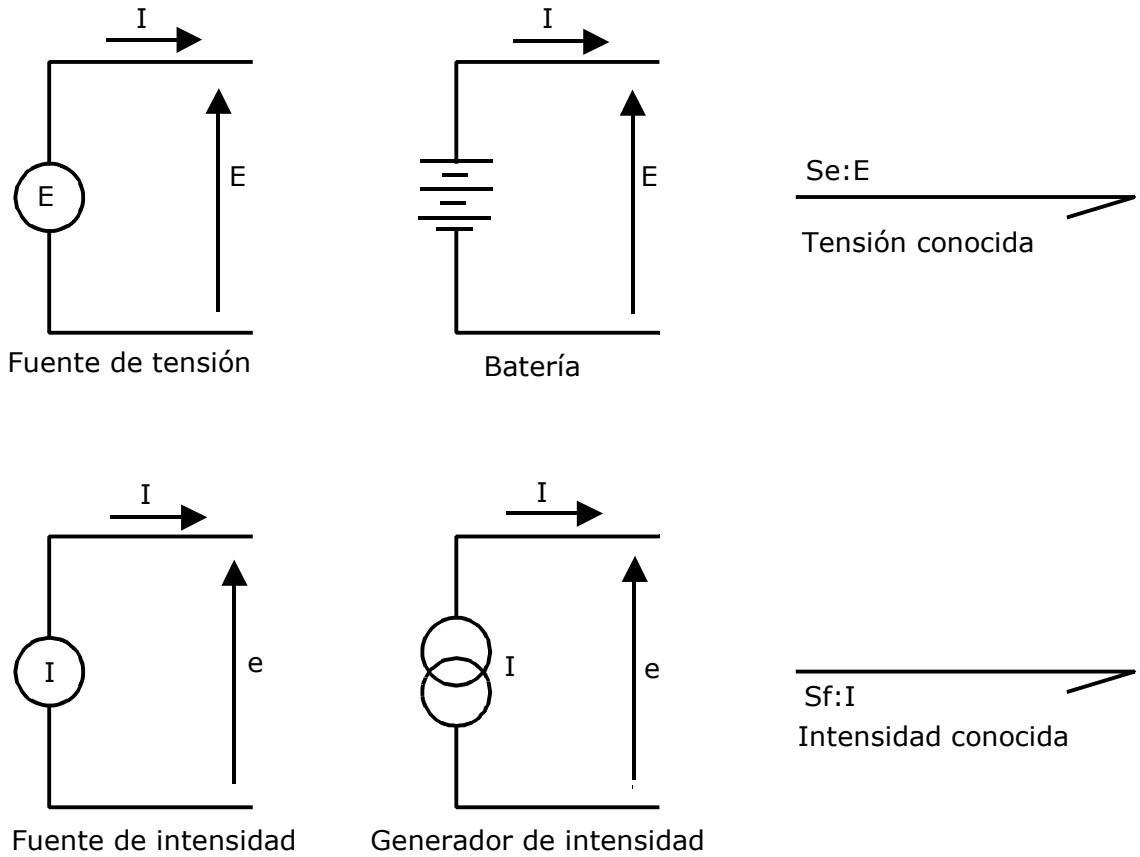 I
I
E
E
E
Se:E
Tensión conocida
Fuente de tensión
Batería
I
I
I
e
I
e
Sf:I
Intensidad conocida
Fuente de intensidad
Generador de intensidad